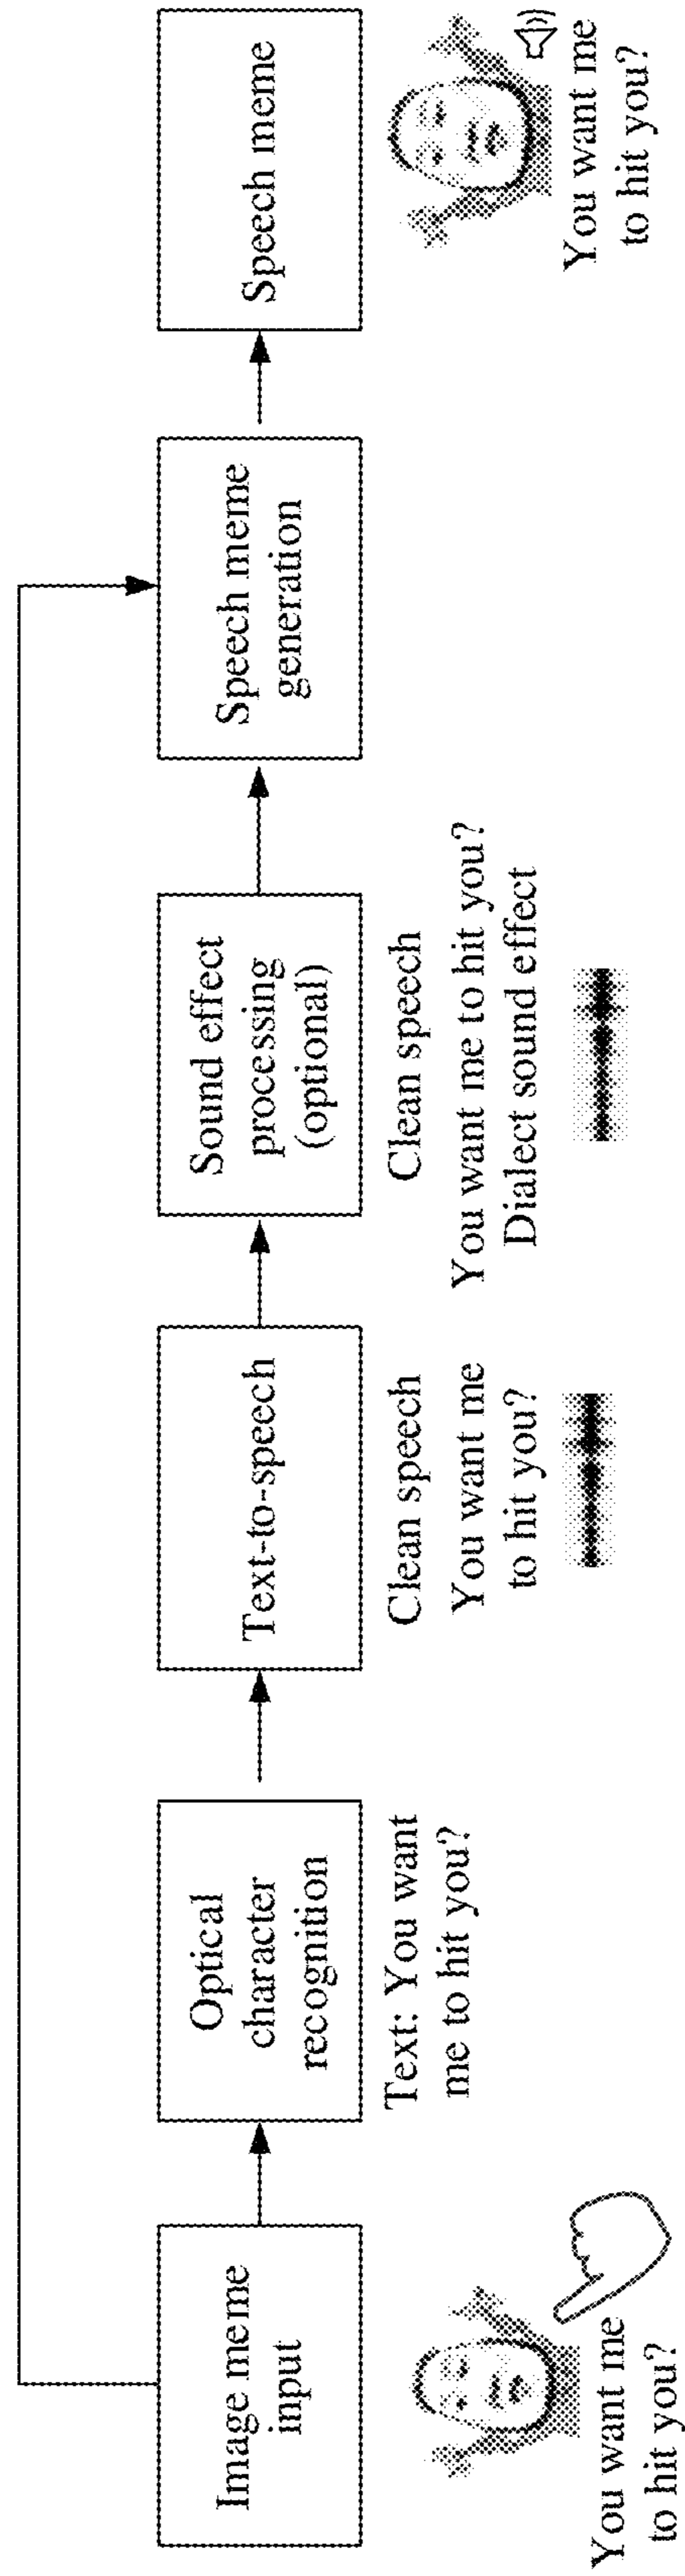 Image meme
input
Optical
character
recognition
Text-to-speech
Sound effect
processing
(optional)
Speech meme
generation
Speech meme
You want me
to hit you?
Text: You want
me to hit you?
Clean speech
You want me
to hit you?
Clean speech
You want me to hit you?
Dialect sound effect
You want me
to hit you?